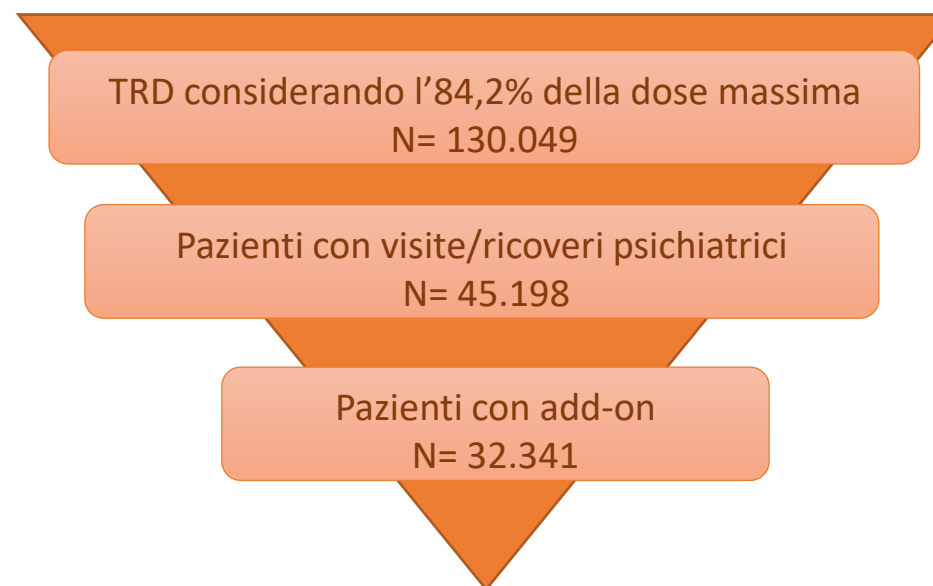 TRD considerando l’84,2% della dose massima
N= 130.049
Pazienti con visite/ricoveri psichiatrici
N= 45.198
Pazienti con add-on
N= 32.341